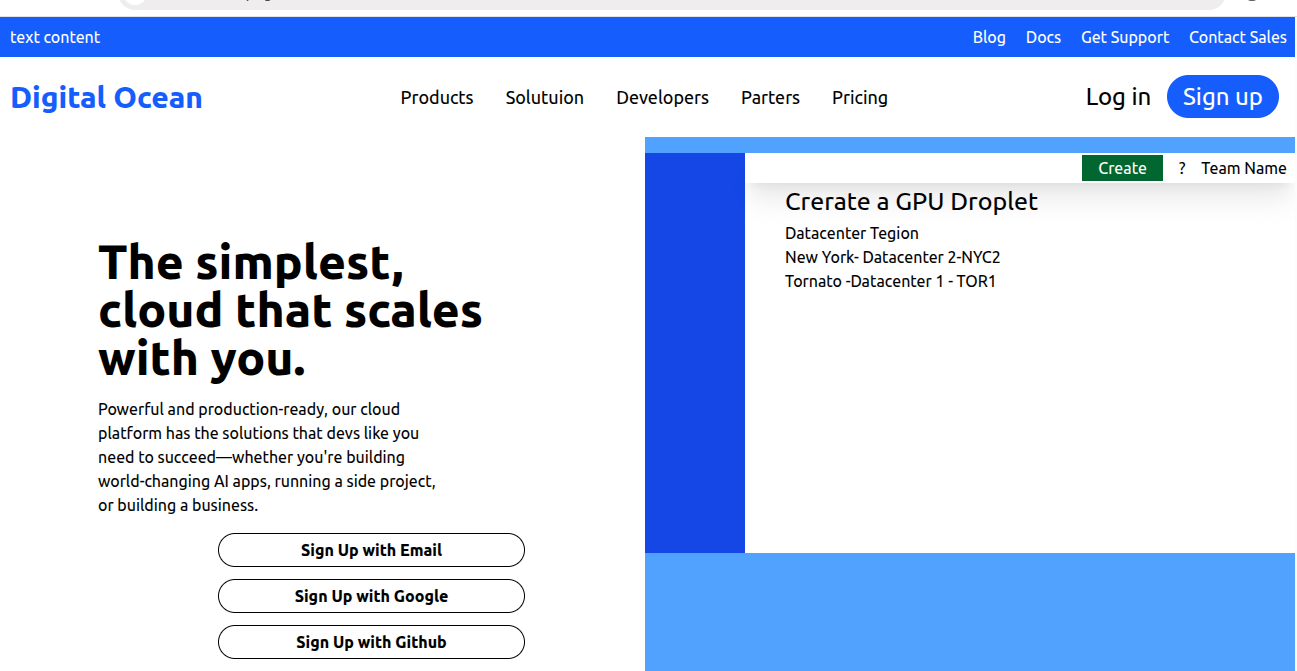 text content Blog Docs Get Support Contact Sales
Digital Ocean Products Solutuion Developers Parters Pricing Log in Sign up
Create ? Team Name
Crerate a GPU Droplet
Datacenter Tegion
New York- Datacenter 2-NYC2
Tornato -Datacenter 1 - TOR1
The simplest,
cloud that scales
with you.
Powerful and production-ready, our cloud
platform has the solutions that devs like you
need to succeed—whether you're building
world-changing AI apps, running a side project,
or building a business.
Sign Up with Email
Sign Up with Google
Sign Up with Github